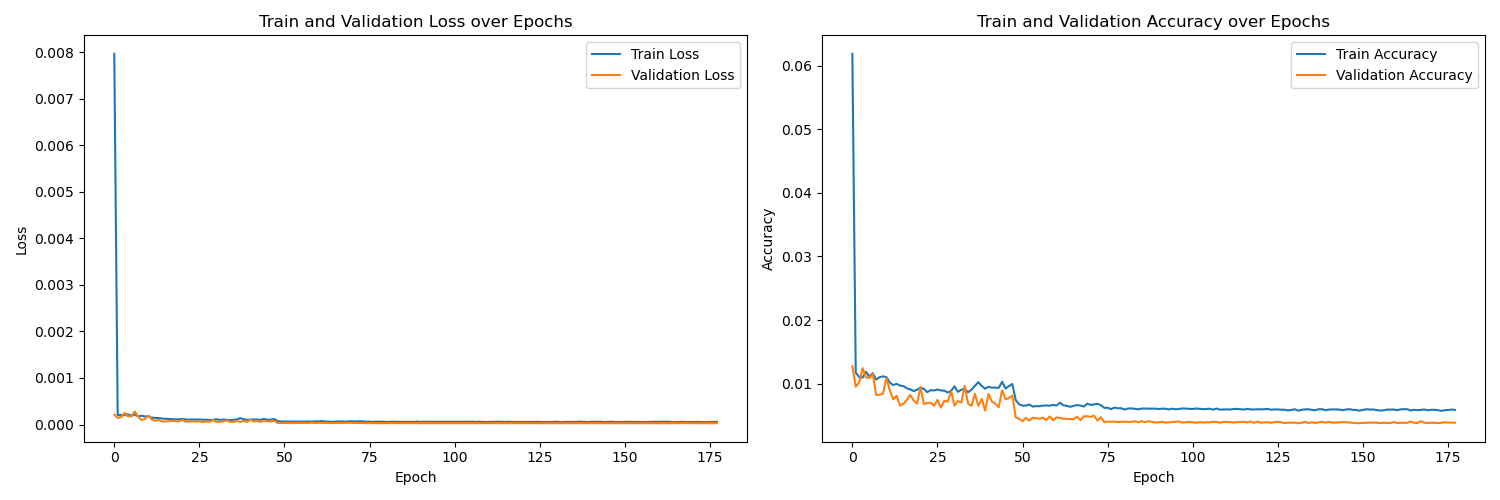 Train and Validation Loss over Epochs
Train Loss
Validation Loss
0.008
0.007
0.006
0.005
0.004
0.003
0.002
0.001
0.000
Loss
0 25 50 75 100 125 150 175
Epoch
Train and Validation Accuracy over Epochs
Train Accuracy
Validation Accuracy
0.06
0.05
0.04
0.03
0.02
0.01
Accuracy
0 25 50 75 100 125 150 175
Epoch